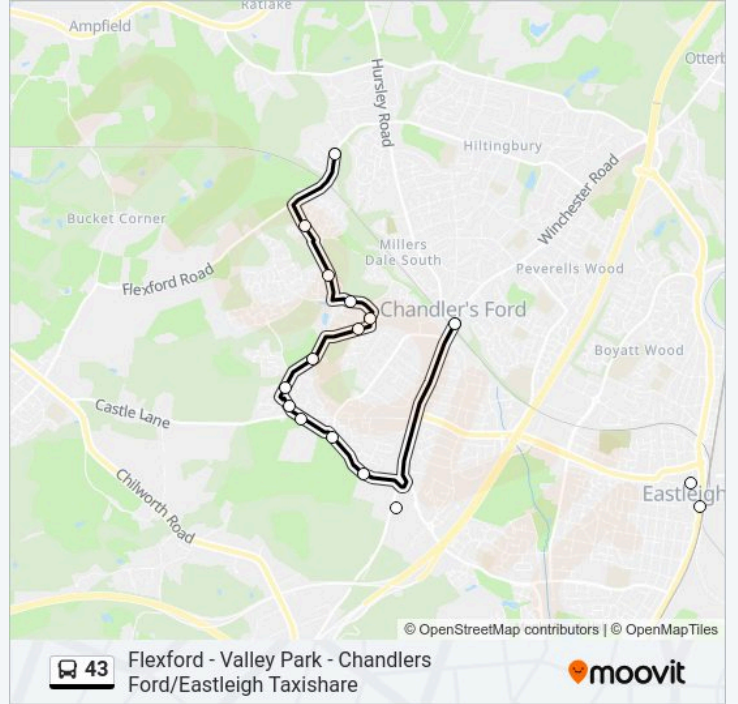 Ratlake
Ampfield
Otterb
Hursley Road
Hiltingbury
Winchester Road
Bucket Corner
Millers
Dale South
Peverells Wood
Flexford Road
Chandler's Ford
Boyatt Wood
Castle Lane
Chilworth Road
Eastleigh
© OpenStreetMap contributors | © OpenMapTiles
43
Flexford - Valley Park - Chandlers
Ford/Eastleigh Taxishare
moovit